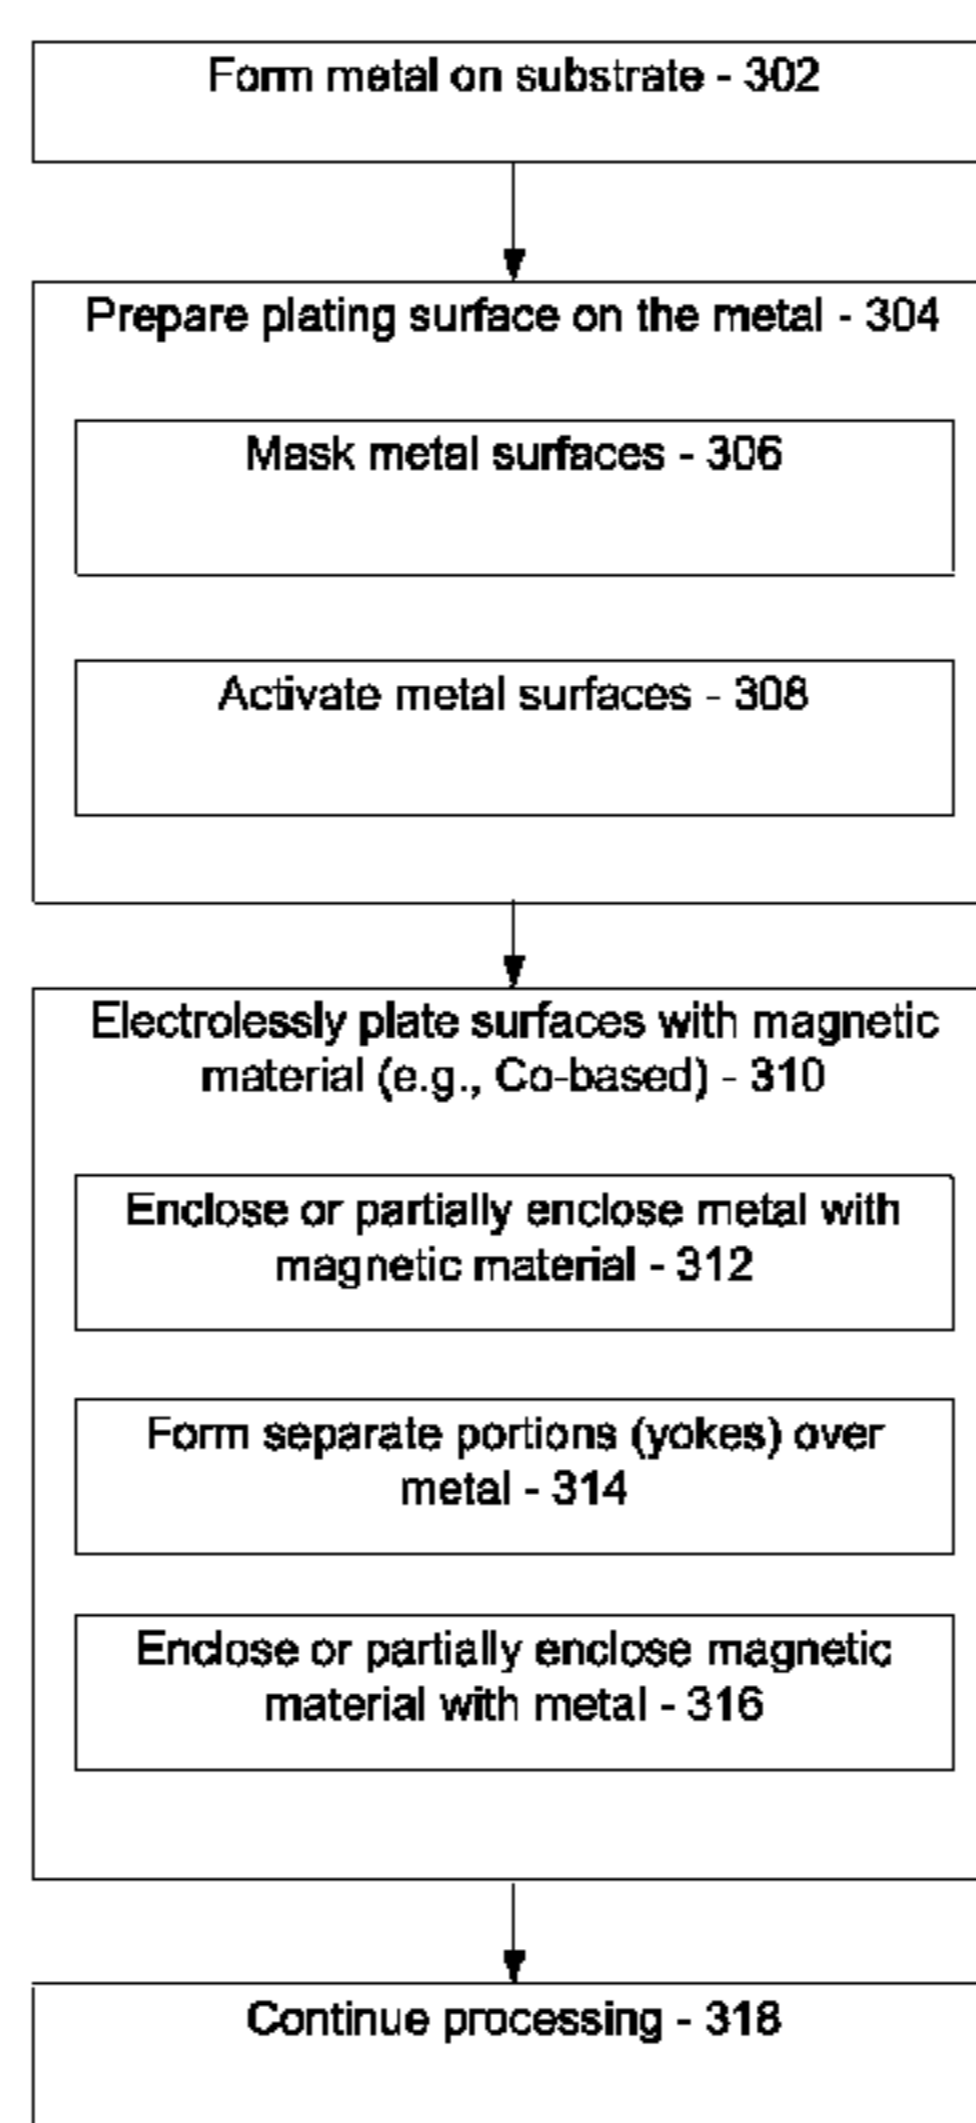 Form metal on substrate - 302
Prepare plating surface on the metal - 304
Mask metal surfaces - 306
Activate metal surfaces - 308
Electrolessly plate surfaces with magnetic
material (e.g., Co-based) - 310
Enclose or partially enclose metal with
magnetic material - 312
Form separate portions (yokes) over
metal - 314
Enclose or partially enclose magnetic
material with metal - 316
Continue processing - 318